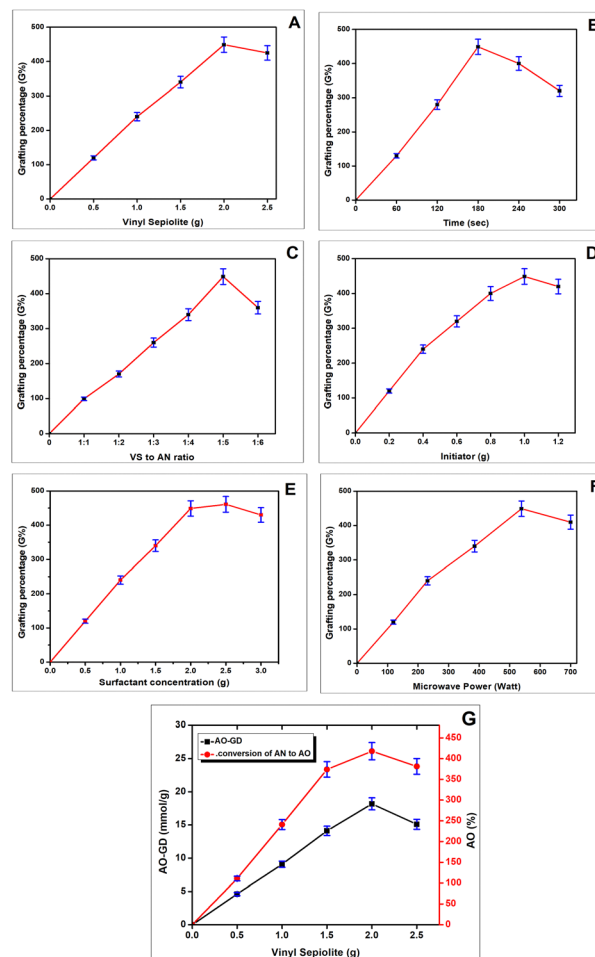 A
Grafting percentage (G%)
500
400
300
200
100
0
0.0 0.5 1.0 1.5 2.0 2.5
Vinyl Sepiolite (g)
B
Grafting percentage (G%)
500
400
300
200
100
0
0 60 120 180 240 300
Time (sec)
C
Grafting percentage (G%)
500
400
300
200
100
0
0 1:1 1:2 1:3 1:4 1:5 1:6
VS to AN ratio
D
Grafting percentage (G%)
500
400
300
200
100
0
0.0 0.2 0.4 0.6 0.8 1.0 1.2
Initiator (g)
E
Grafting percentage (G%)
500
400
300
200
100
0
0.0 0.5 1.0 1.5 2.0 2.5 3.0
Surfactant concentration (g)
F
Grafting percentage (G%)
500
400
300
200
100
0
0 100 200 300 400 500 600 700
Microwave Power (Watt)
G
AO-GD
.conversion of AN to AO
AO-GD (mmol/g)
30
25
20
15
10
5
0
AO (%)
450
400
350
300
250
200
150
100
50
0
0.0 0.5 1.0 1.5 2.0 2.5
Vinyl Sepiolite (g)